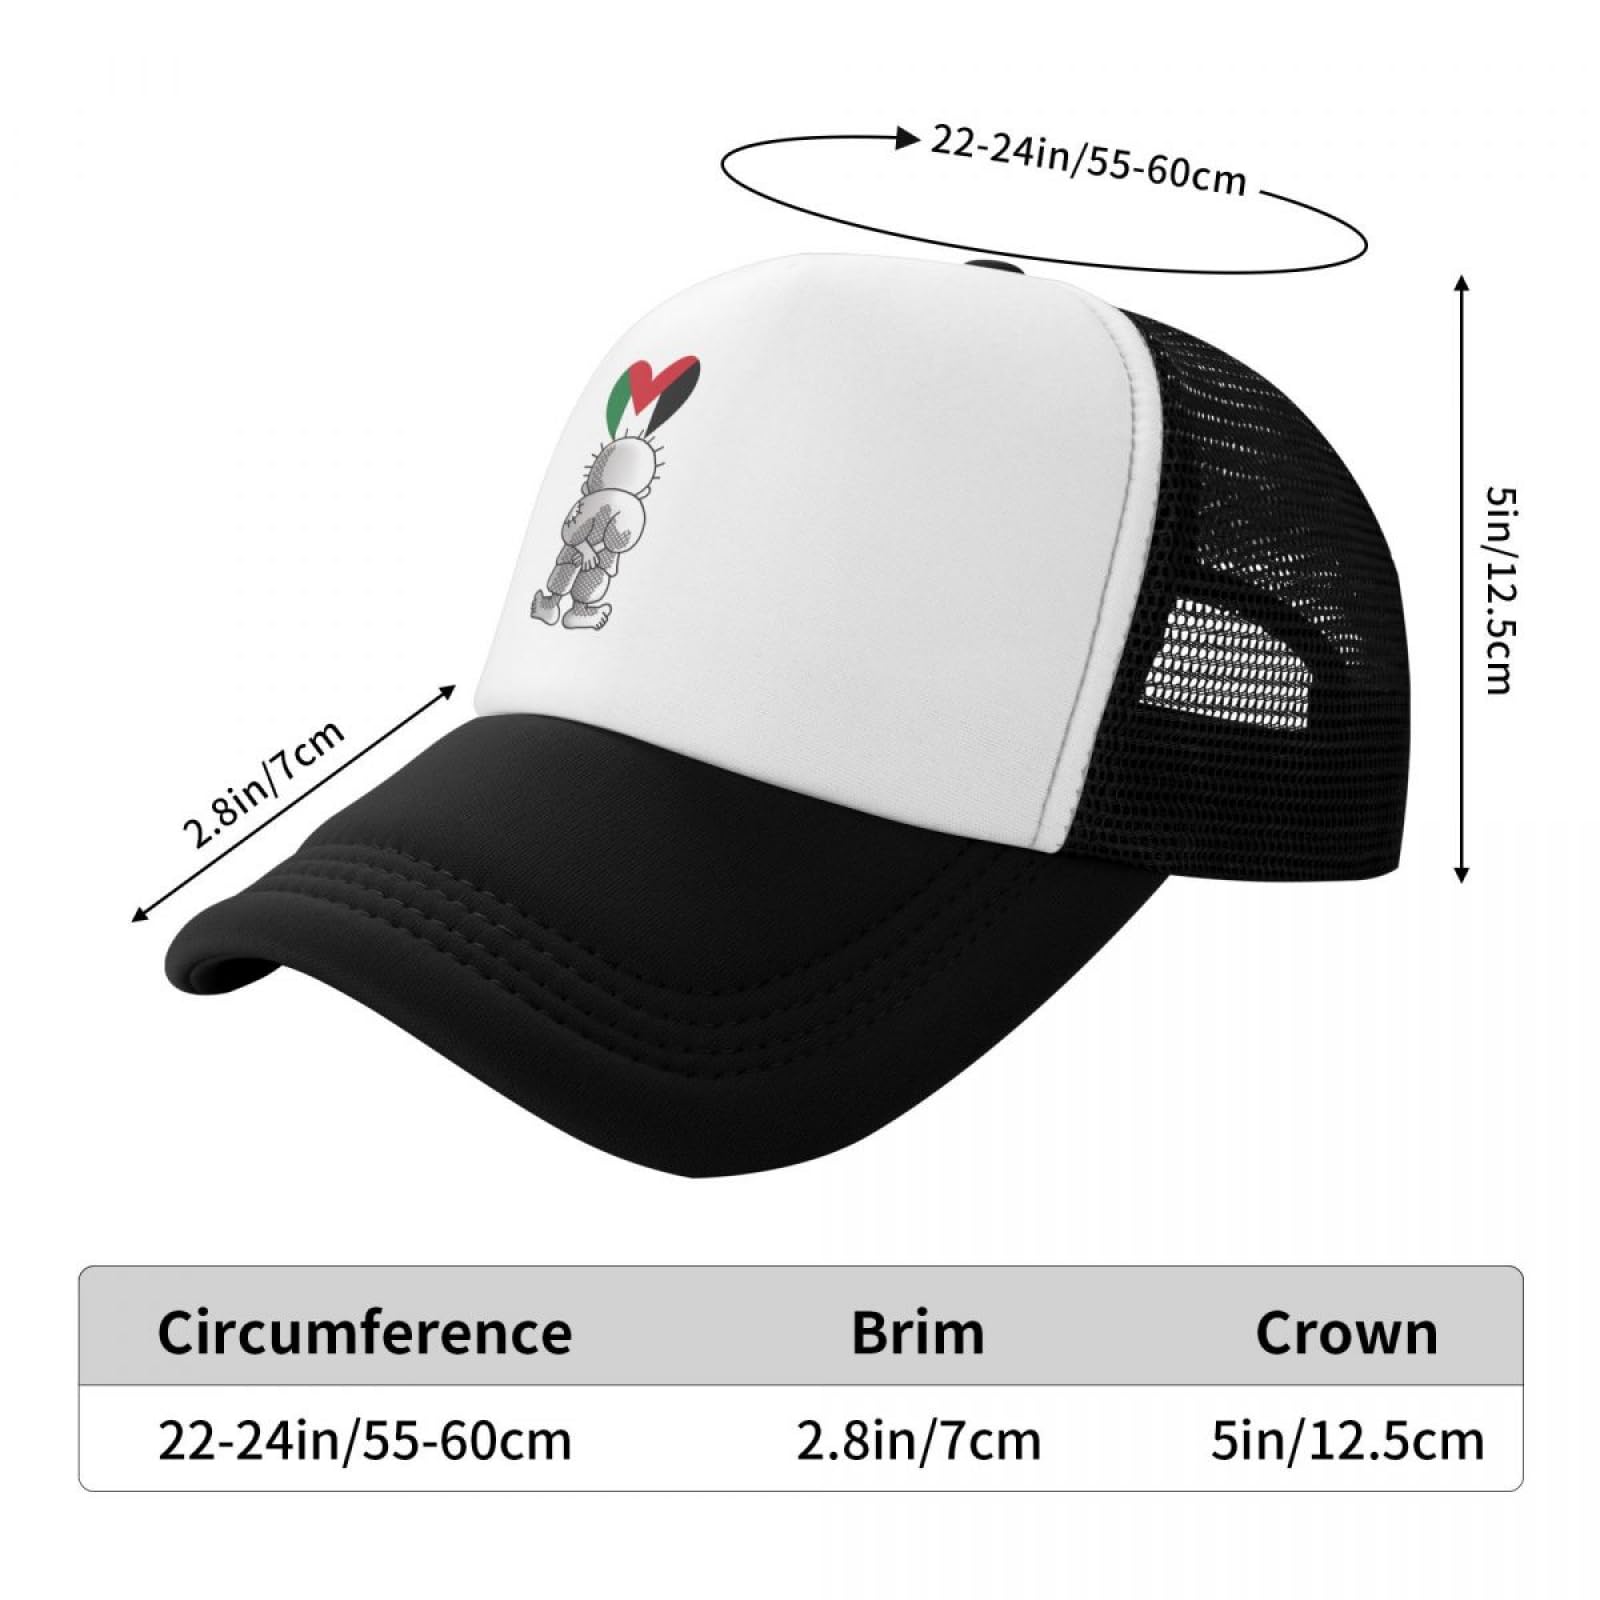 22-24in/55-60cm
5in/12.5cm
2.8in/7cm
Circumference Brim Crown
22-24in/55-60cm 2.8in/7cm 5in/12.5cm